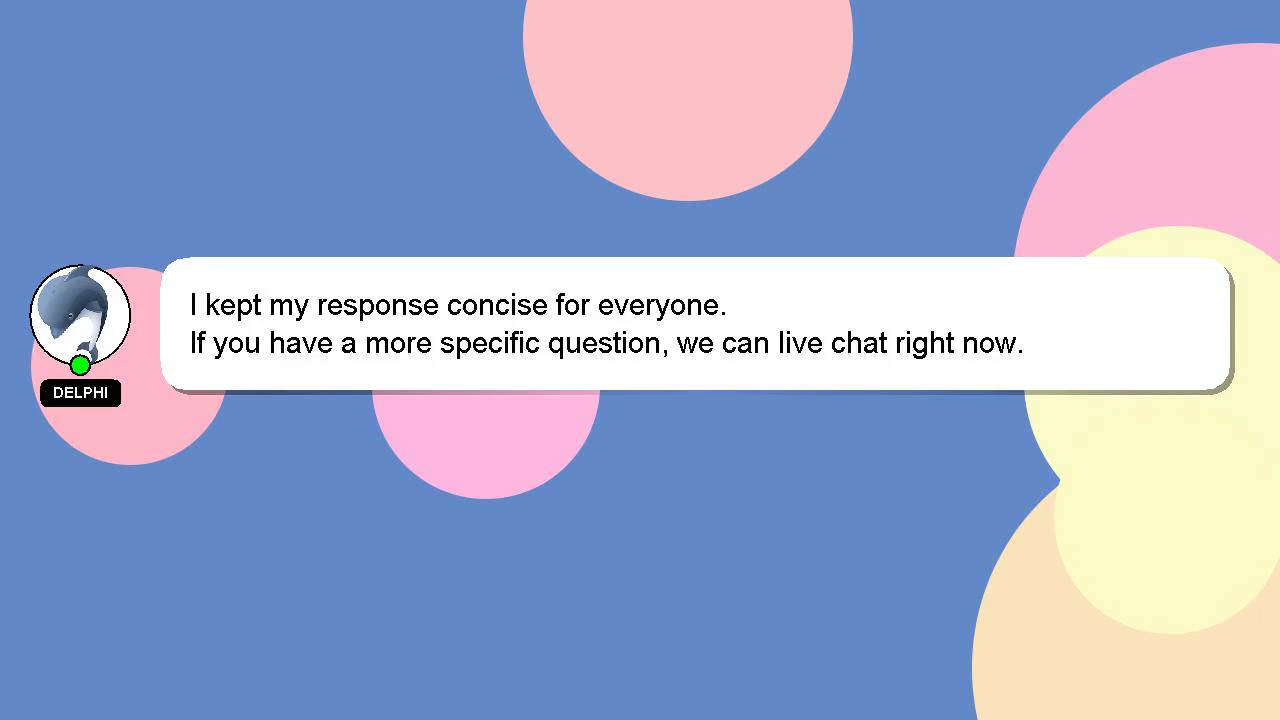 I kept my response concise for everyone.
If you have a more specific question, we can live chat right now.
DELPHI